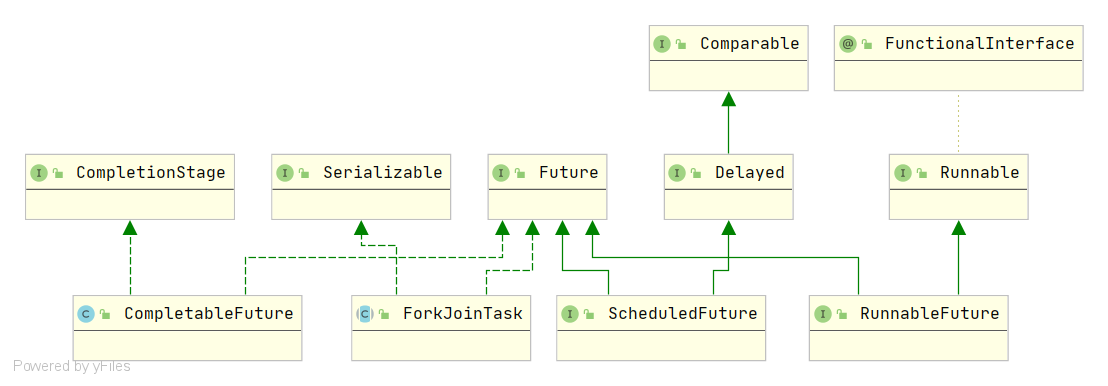 Comparable
FunctionalInterface
CompletionStage
Serializable
Future
Delayed
Runnable
CompletableFuture
ForkJoinTask
ScheduledFuture
RunnableFuture
Powered by yFiles